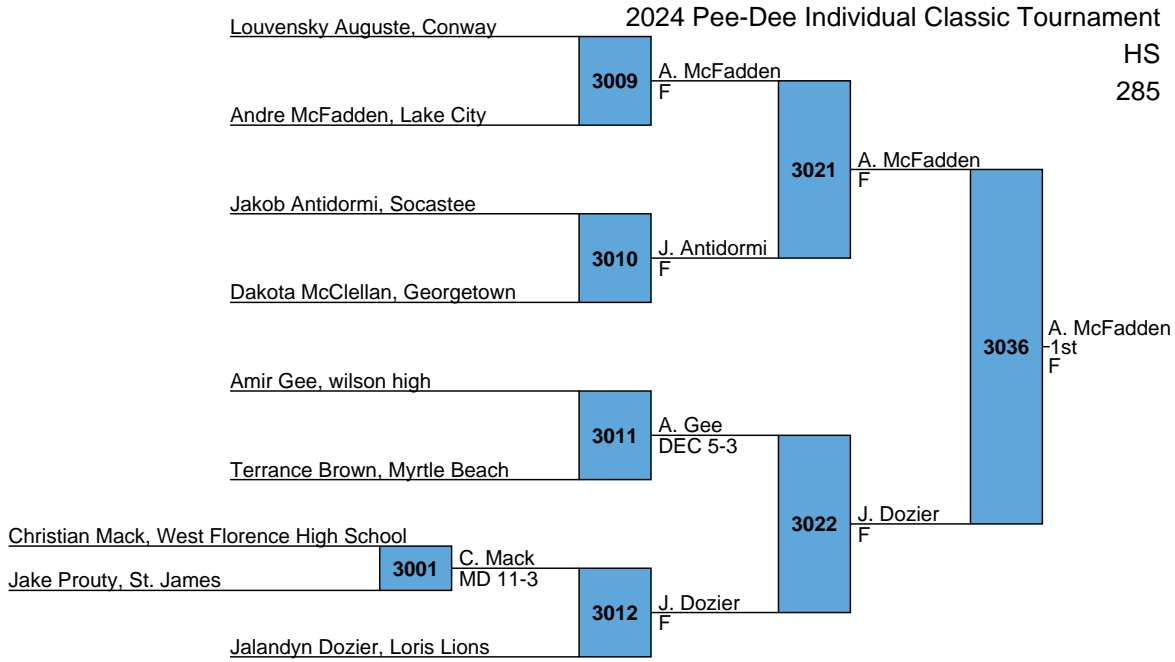 2024 Pee-Dee Individual Classic Tournament
HS
285
Louvensky Auguste, Conway
3009
A. McFadden
F
Andre McFadden, Lake City
3021
A. McFadden
F
Jakob Antidormi, Socastee
3010
J. Antidormi
F
Dakota McClellan, Georgetown
3036
A. McFadden
1st
F
Amir Gee, wilson high
3011
A. Gee
DEC 5-3
Terrance Brown, Myrtle Beach
3022
J. Dozier
F
Christian Mack, West Florence High School
3001
C. Mack
MD 11-3
Jake Prouty, St. James
3012
J. Dozier
F
Jalandyn Dozier, Loris Lions